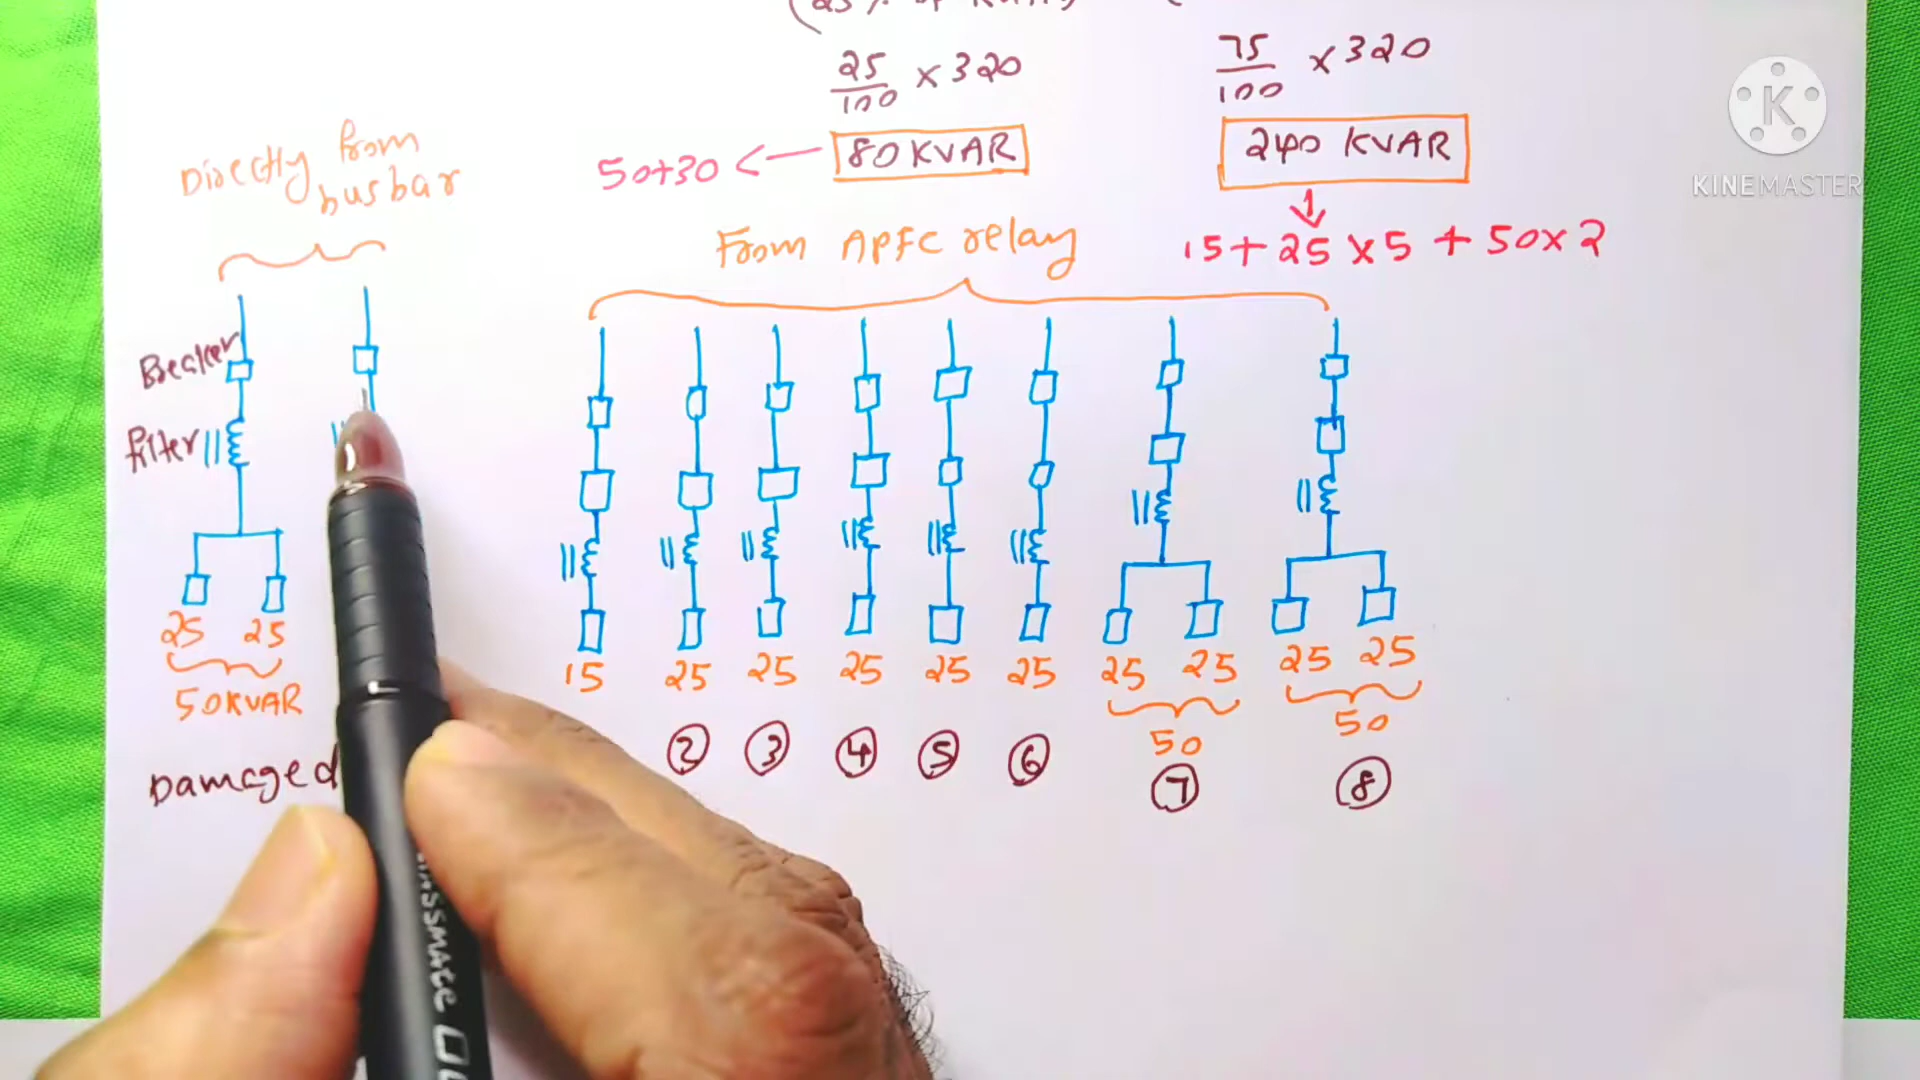 25/100 x 320
75/100 x 320
80 KVAR
50+30
240 KVAR
15 + 25 x 5 + 50 x 2
Directly from
busbar
From APFC relay
Breaker
filter
25 25
50KVAR
Damaged
15 25 25 25 25 25 25 25 25 25
50 50
② ③ ④ ⑤ ⑥ ⑦ ⑧
K
KINEMASTER